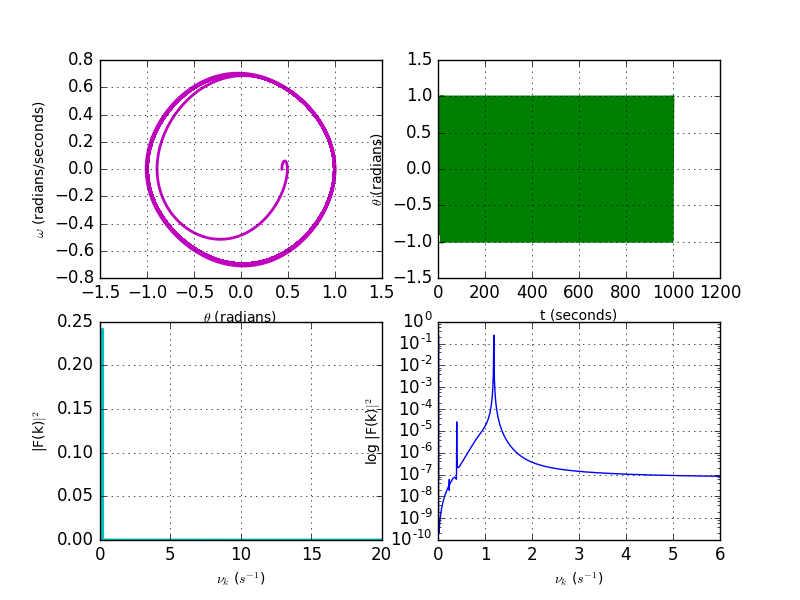 0.8
0.6
0.4
0.2
0.0
−0.2
−0.4
−0.6
−0.8
ω (radians/seconds)
−1.5 −1.0 −0.5 0.0 0.5 1.0 1.5
θ (radians)
1.5
1.0
0.5
0.0
−0.5
−1.0
−1.5
θ (radians)
0 200 400 600 800 1000 1200
t (seconds)
0.25
0.20
0.15
0.10
0.05
0.00
|F(k)|²
0 5 10 15 20
νₖ (s⁻¹)
10⁰
10⁻¹
10⁻²
10⁻³
10⁻⁴
10⁻⁵
10⁻⁶
10⁻⁷
10⁻⁸
10⁻⁹
10⁻¹⁰
log |F(k)|²
0 1 2 3 4 5 6
νₖ (s⁻¹)